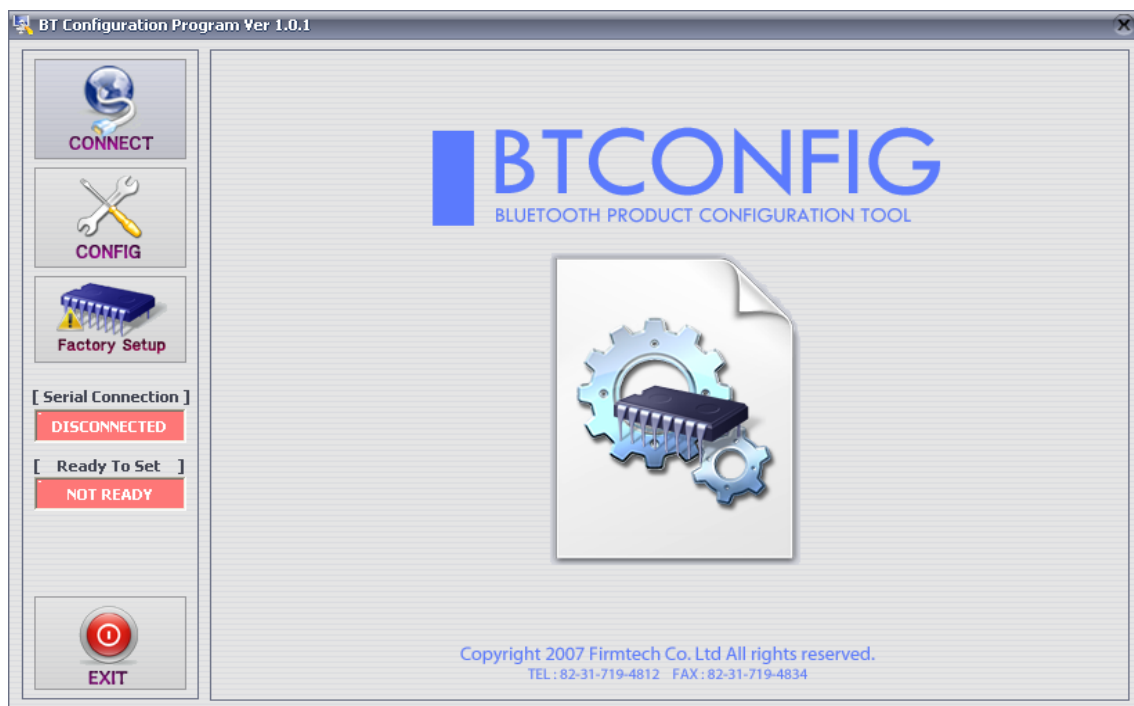 BT Configuration Program Ver 1.0.1
CONNECT
CONFIG
Factory Setup
[ Serial Connection ]
DISCONNECTED
[ Ready To Set ]
NOT READY
EXIT
BTCONFIG
BLUETOOTH PRODUCT CONFIGURATION TOOL
Copyright 2007 Firmtech Co. Ltd All rights reserved.
TEL : 82-31-719-4812 FAX : 82-31-719-4834